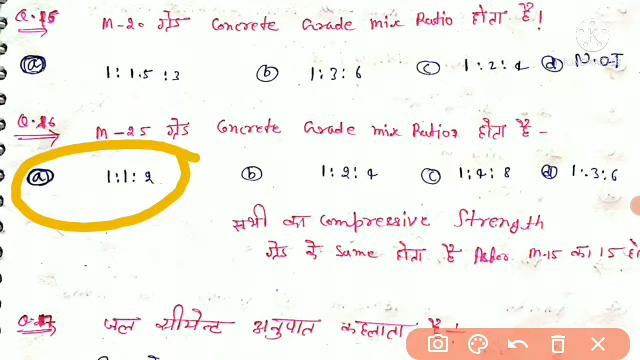 Q.15 M-20 ग्रेड Concrete Grade mix Ratio होता है!
(a) 1:1.5:3 (b) 1:3:6 (c) 1:2:4 (d) N.O.T
Q.16 M-25 ग्रेड Concrete Grade mix Ratio होता है-
(a) 1:1:2 (b) 1:2:4 (c) 1:4:8 (d) 1:3:6
सभी का Compressive Strength
ग्रेड के Same होता है M-15 का 15 हो
Q.17 जल सीमेन्ट अनुपात कहलाता है